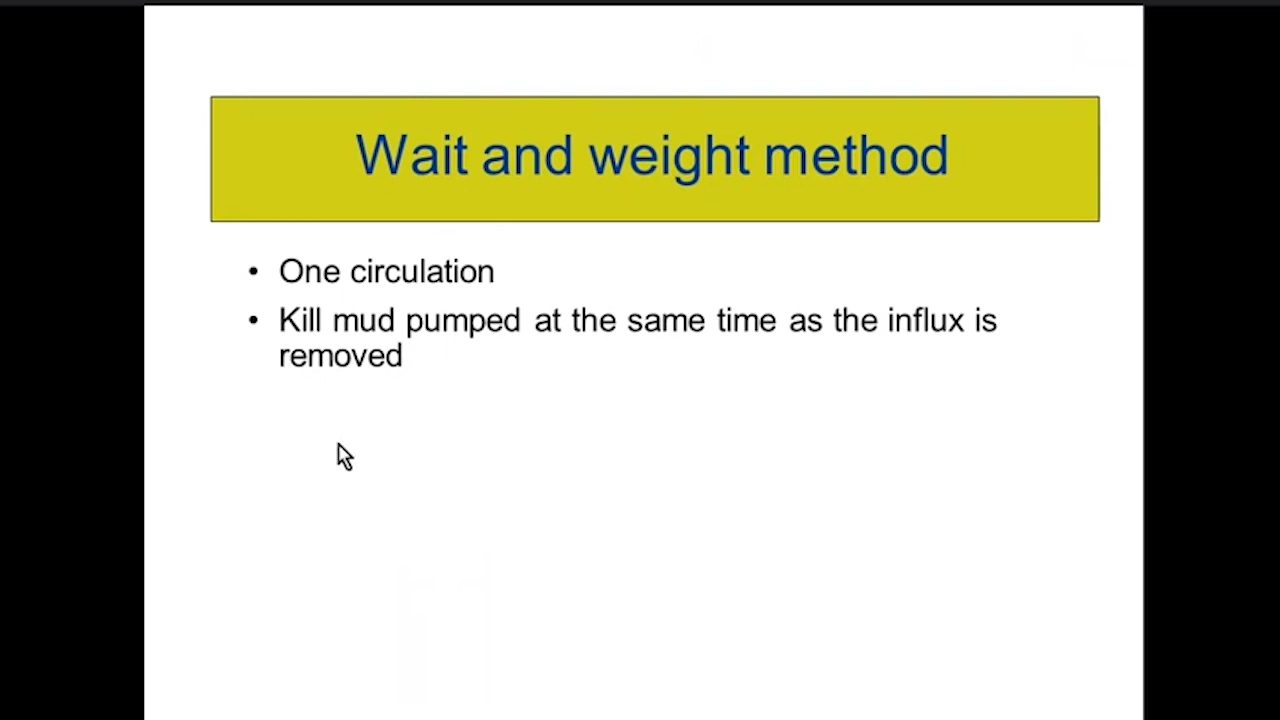 Wait and weight method
• One circulation
• Kill mud pumped at the same time as the influx is
removed